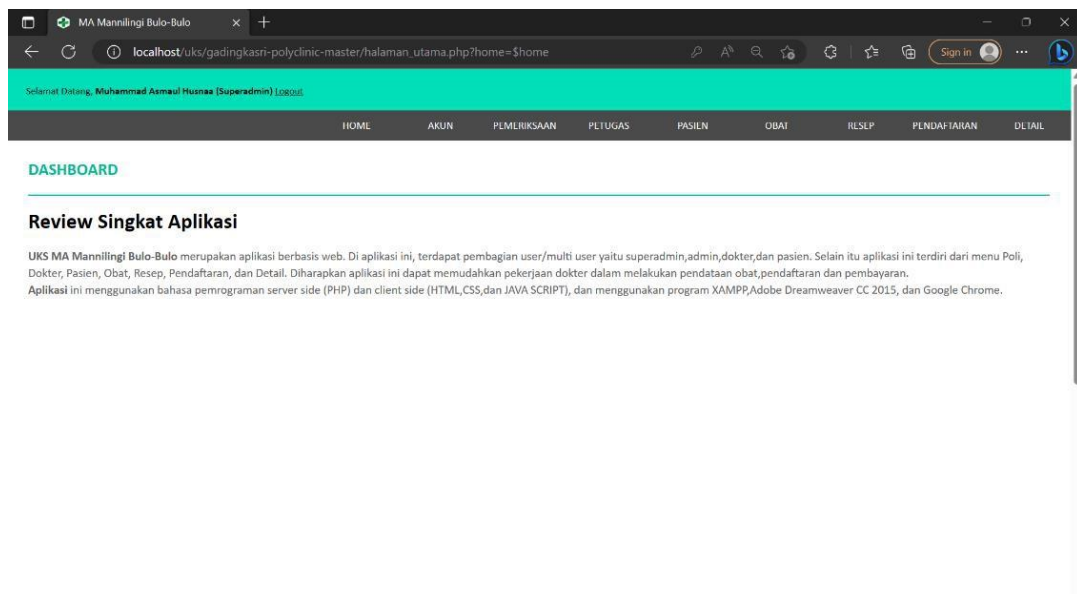 MA Mannilingi Bulo-Bulo
localhost/uks/gadingkasri-polyclinic-master/halaman_utama.php?home=$home
Sign in
Selamat Datang, Muhammad Asmaul Husnaa (Superadmin) Logout
HOME AKUN PEMERIKSAAN PETUGAS PASIEN OBAT RESEP PENDAFTARAN DETAIL
DASHBOARD
Review Singkat Aplikasi
UKS MA Mannilingi Bulo-Bulo merupakan aplikasi berbasis web. Di aplikasi ini, terdapat pembagian user/multi user yaitu superadmin,admin,dokter,dan pasien. Selain itu aplikasi ini terdiri dari menu Poli,
Dokter, Pasien, Obat, Resep, Pendaftaran, dan Detail. Diharapkan aplikasi ini dapat memudahkan pekerjaan dokter dalam melakukan pendataan obat,pendaftaran dan pembayaran.
Aplikasi ini menggunakan bahasa pemrograman server side (PHP) dan client side (HTML,CSS,dan JAVA SCRIPT), dan menggunakan program XAMPP,Adobe Dreamweaver CC 2015, dan Google Chrome.